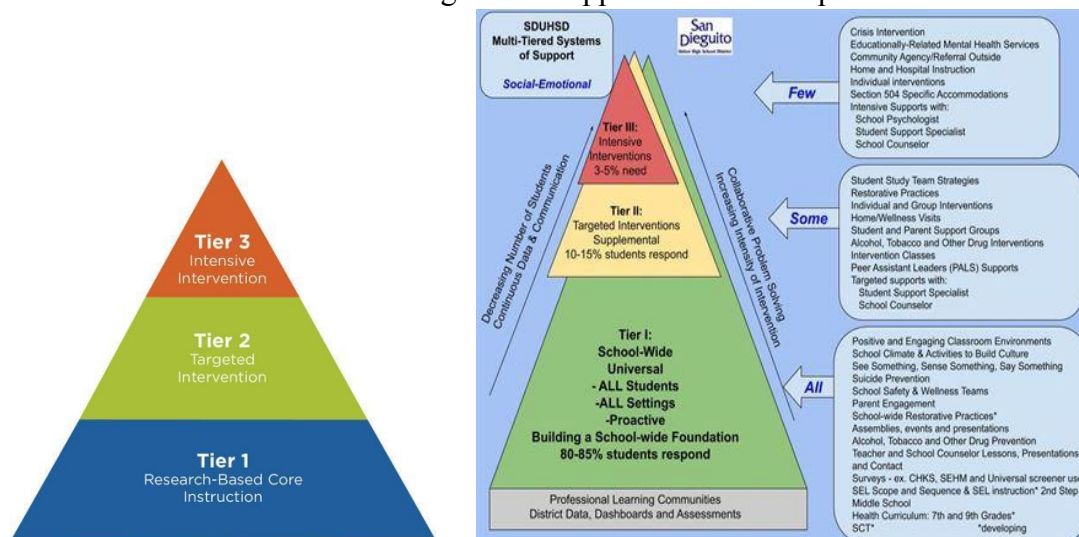 Tier 3
Intensive
Intervention
Tier 2
Targeted
Intervention
Tier 1
Research-Based Core
Instruction
SDUHSD
Multi-Tiered Systems
of Support
Social-Emotional
San
Dieguito
Tier III:
Intensive
Interventions
3-5% need
Tier II:
Targeted Interventions
Supplemental
10-15% students respond
Tier I:
School-Wide
Universal
- ALL Students
-ALL Settings
-Proactive
Building a School-wide Foundation
80-85% students respond
Professional Learning Communities
District Data, Dashboards and Assessments
Decreasing Number of Students
Continuous Data & Communication
Collaborative Problem Solving
Increasing Intensity of Intervention
Few
Crisis Intervention
Educationally-Related Mental Health Services
Community Agency/Referral Outside
Home and Hospital Instruction
Individual interventions
Section 504 Specific Accommodations
Intensive Supports with:
School Psychologist
Student Support Specialist
School Counselor
Some
Student Study Team Strategies
Restorative Practices
Individual and Group Interventions
Home/Wellness Visits
Student and Parent Support Groups
Alcohol, Tobacco and Other Drug Interventions
Intervention Classes
Peer Assistant Leaders (PALS) Supports
Targeted supports with:
Student Support Specialist
School Counselor
All
Positive and Engaging Classroom Environments
School Climate & Activities to Build Culture
See Something, Sense Something, Say Something
Suicide Prevention
School Safety & Wellness Teams
Parent Engagement
School-wide Restorative Practices*
Assemblies, events and presentations
Alcohol, Tobacco and Other Drug Prevention
Teacher and School Counselor Lessons, Presentations
and Contact
Surveys - ex. CHKS, SEHM and Universal screener use
SEL Scope and Sequence & SEL instruction* 2nd Step
Middle School
Health Curriculum: 7th and 9th Grades*
SCT* *developing